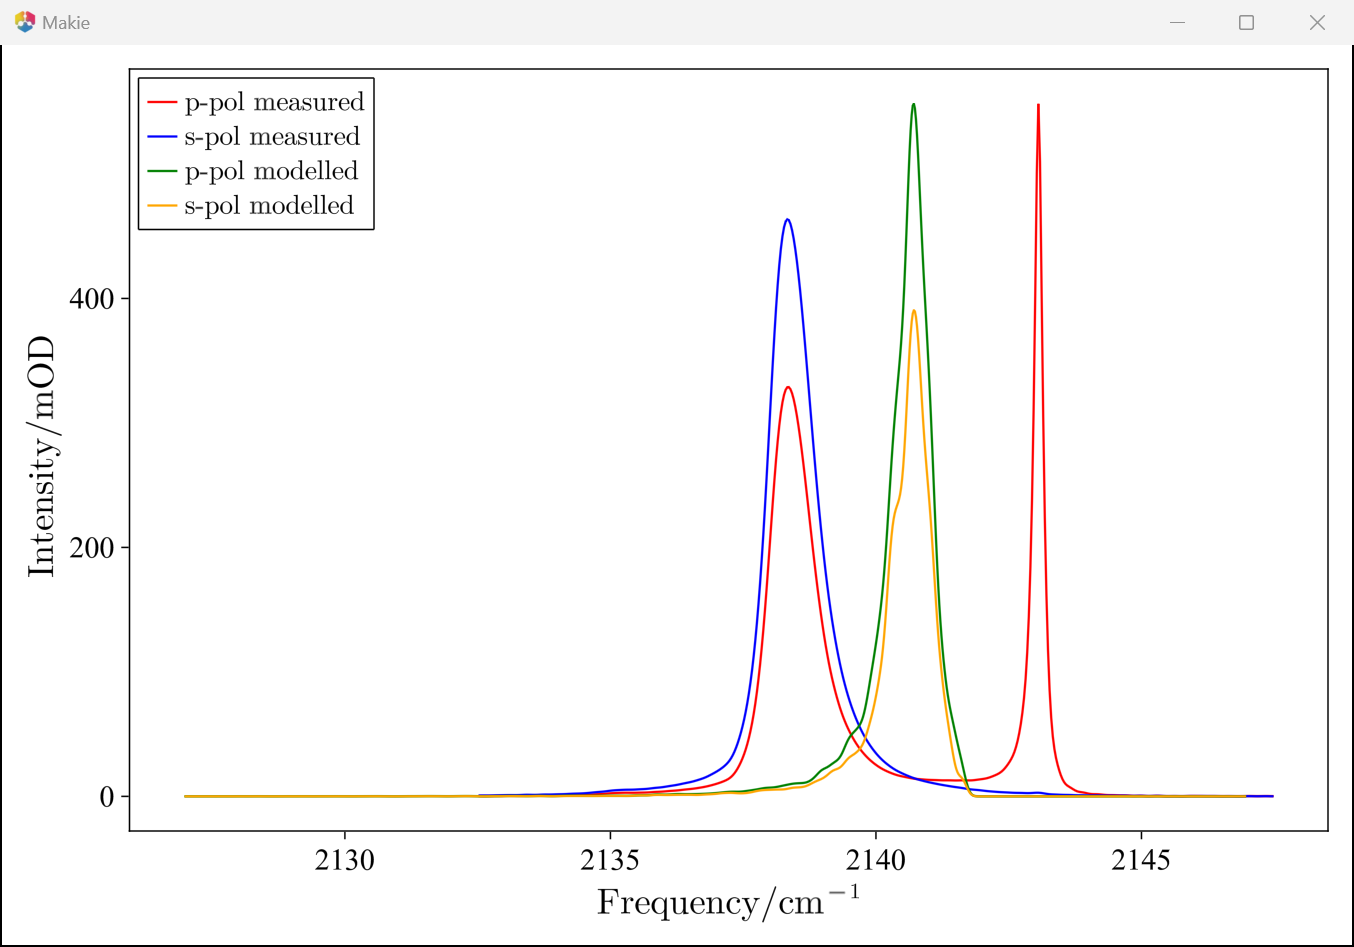 Makie
p-pol measured
s-pol measured
p-pol modelled
s-pol modelled
Intensity/mOD
400
200
0
2130 2135 2140 2145
Frequency/cm⁻¹